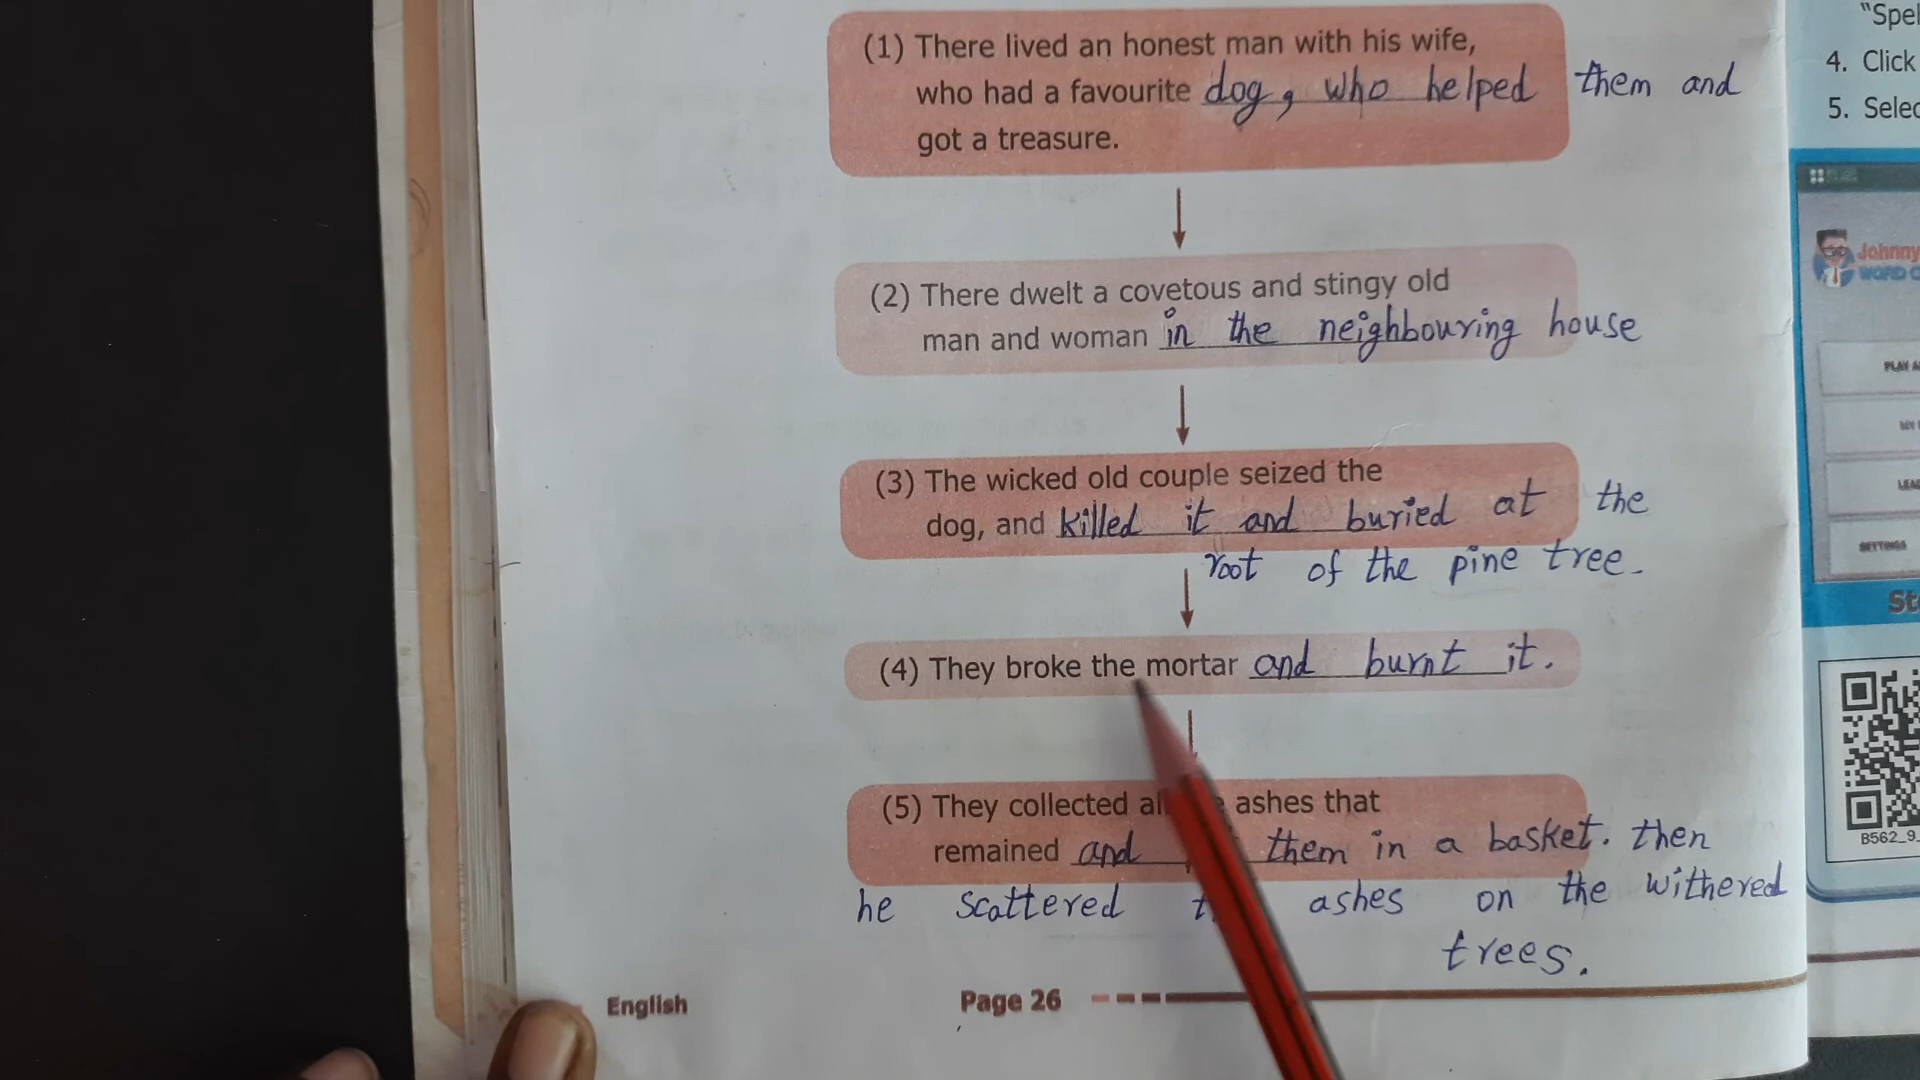 (1) There lived an honest man with his wife,
who had a favourite dog, who helped them and
got a treasure.
(2) There dwelt a covetous and stingy old
man and woman in the neighbouring house
(3) The wicked old couple seized the
dog, and killed it and buried at the
root of the pine tree.
(4) They broke the mortar and burnt it.
(5) They collected ashes that
remained and them in a basket. then
he scattered ashes on the withered
trees.
English Page 26
4. Click
5.
Johnny
B562_9